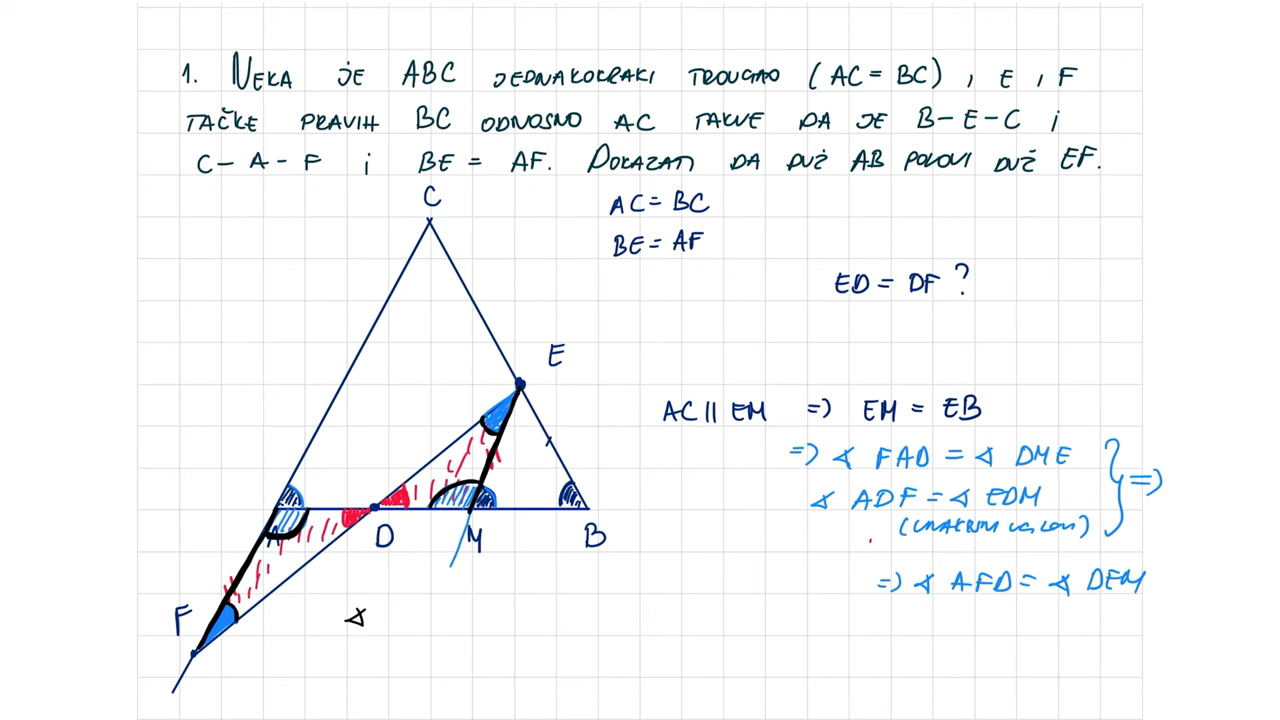 1. NEKA JE ABC JEDNAKOKRAKI TROUGAO (AC = BC), E, F
TAČKE PRAVIH BC ODNOSNO AC TAKVE DA JE B-E-C i
C-A-F i BE = AF. DOKAZATI DA DUŽ AB POLOVI DUŽ EF.
C
AC = BC
BE = AF
ED = DF ?
E
AC || EM => EM = EB
=> ∢ FAD = ∢ DME
∢ ADF = ∢ EDM
=>
(UNAKRSNI UGLOVI)
A D M B
=> ∢ AFD = ∢ DEM
F
∢